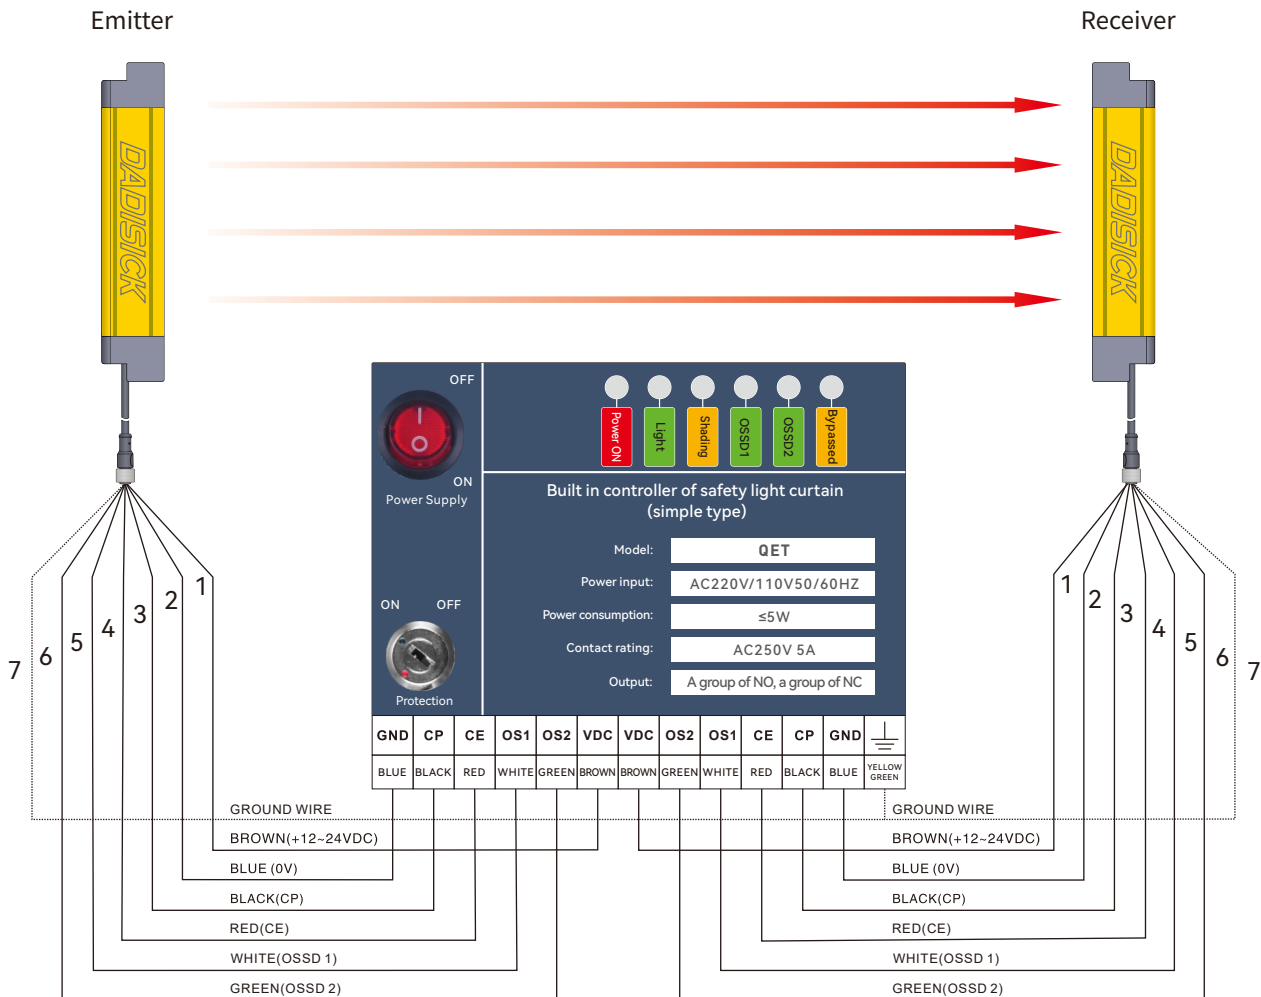 Emitter
Receiver
DADISICK
DADISICK
OFF
ON
Power Supply
ON OFF
Protection
Power ON
Light
Shading
OSSD1
OSSD2
Bypassed
Built in controller of safety light curtain
(simple type)
Model: QET
Power input: AC220V/110V50/60HZ
Power consumption: ≤5W
Contact rating: AC250V 5A
Output: A group of NO, a group of NC
GND CP CE OS1 OS2 VDC VDC OS2 OS1 CE CP GND
BLUE BLACK RED WHITE GREEN BROWN BROWN GREEN WHITE RED BLACK BLUE YELLOW GREEN
7 6 5 4 3 2 1
1 2 3 4 5 6 7
GROUND WIRE
BROWN(+12~24VDC)
BLUE (0V)
BLACK(CP)
RED(CE)
WHITE(OSSD 1)
GREEN(OSSD 2)
GROUND WIRE
BROWN(+12~24VDC)
BLUE (0V)
BLACK(CP)
RED(CE)
WHITE(OSSD 1)
GREEN(OSSD 2)